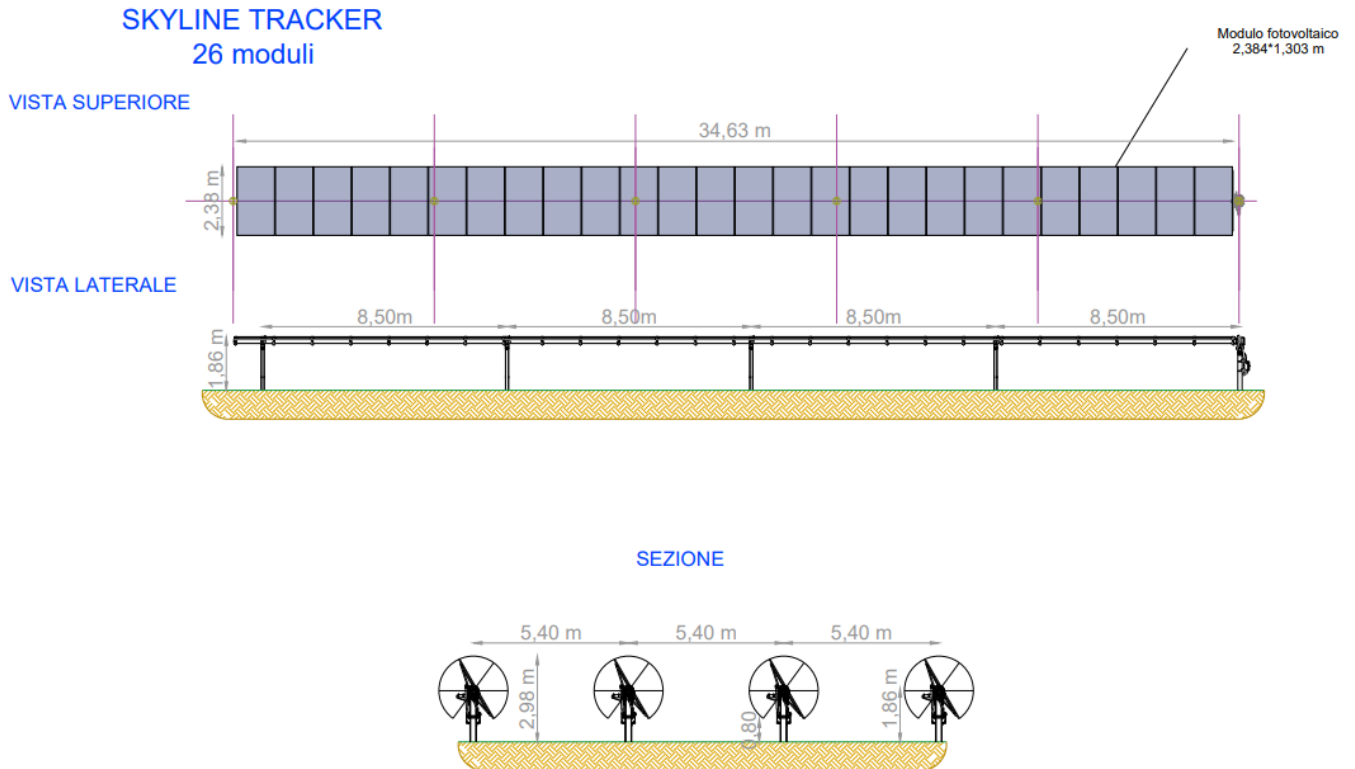 SKYLINE TRACKER
26 moduli
Modulo fotovoltaico
2,384*1,303 m
VISTA SUPERIORE
34,63 m
2,38 m
VISTA LATERALE
8,50m
8,50m
8,50m
8,50m
1,86 m
SEZIONE
5,40 m
5,40 m
5,40 m
2,98 m
0,80
1,86 m